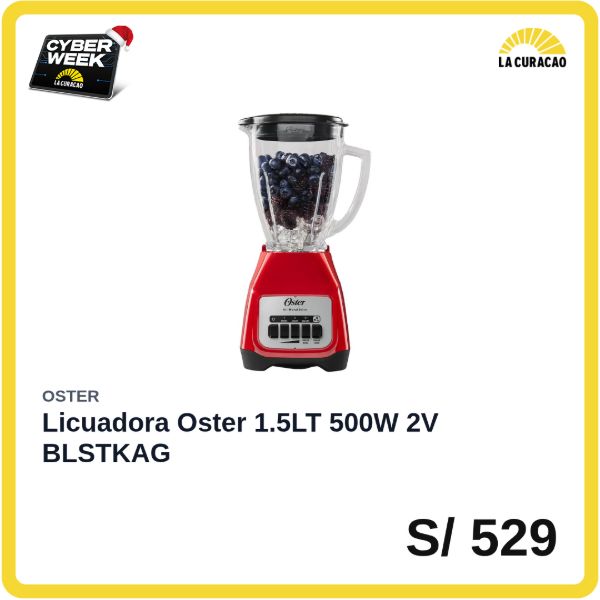 CYBER
WEEK
LA CURACAO
LA CURACAO
Oster
OSTER
Licuadora Oster 1.5LT 500W 2V
BLSTKAG
S/ 529